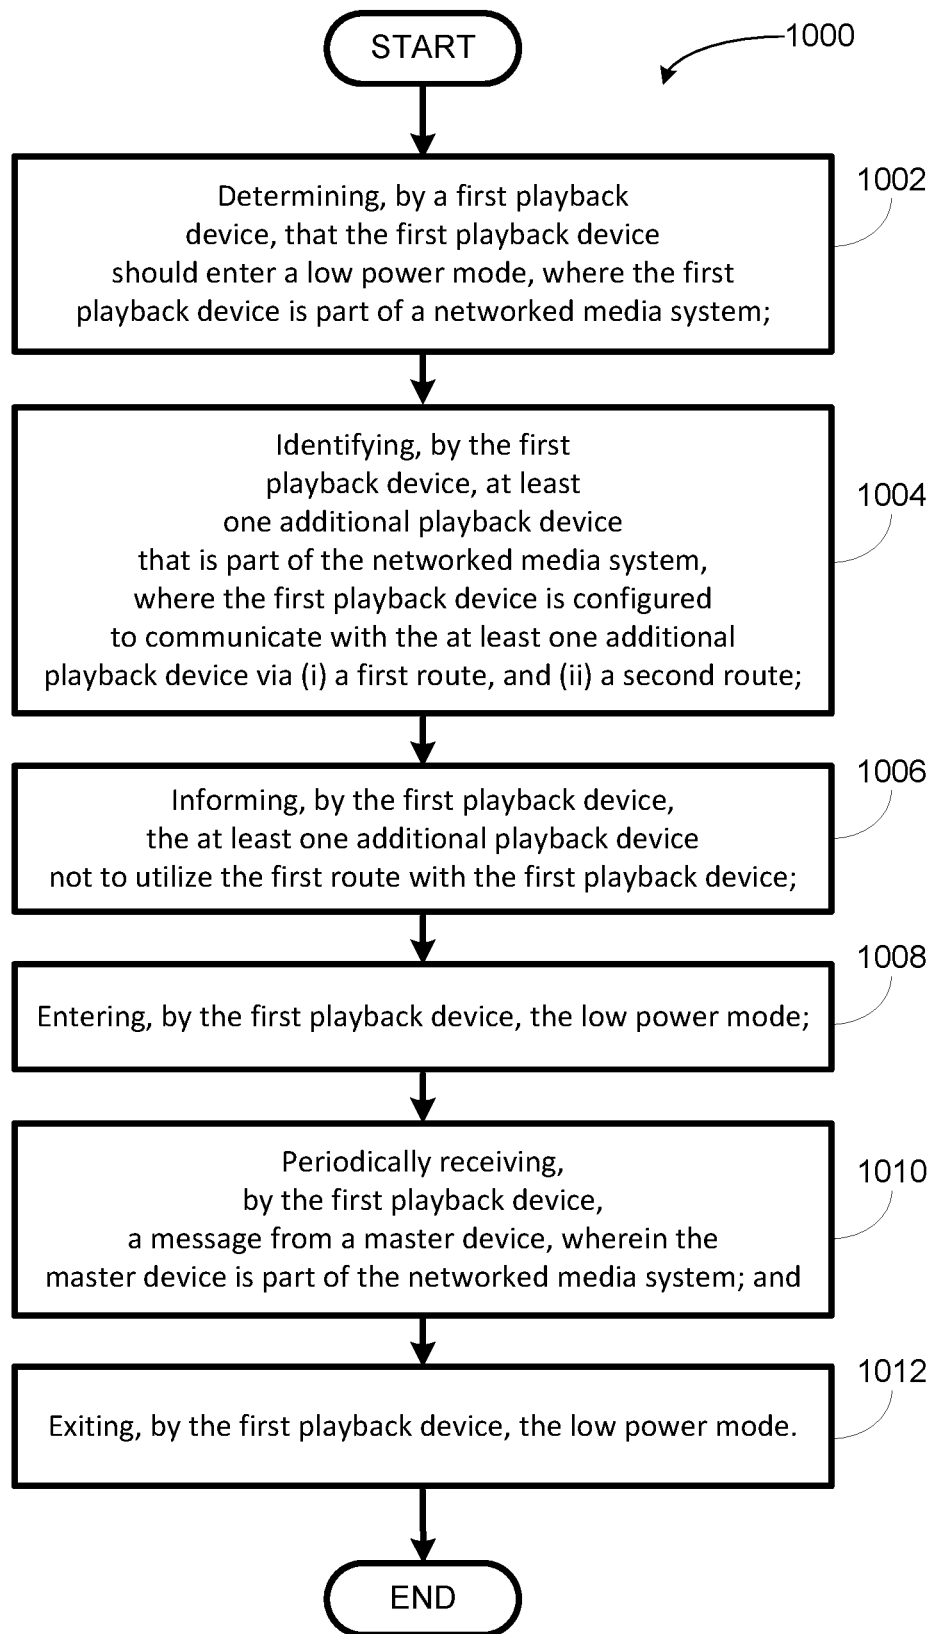 START
1000
1002
Determining, by a first playback
device, that the first playback device
should enter a low power mode, where the first
playback device is part of a networked media system;
1004
Identifying, by the first
playback device, at least
one additional playback device
that is part of the networked media system,
where the first playback device is configured
to communicate with the at least one additional
playback device via (i) a first route, and (ii) a second route;
1006
Informing, by the first playback device,
the at least one additional playback device
not to utilize the first route with the first playback device;
1008
Entering, by the first playback device, the low power mode;
1010
Periodically receiving,
by the first playback device,
a message from a master device, wherein the
master device is part of the networked media system; and
1012
Exiting, by the first playback device, the low power mode.
END